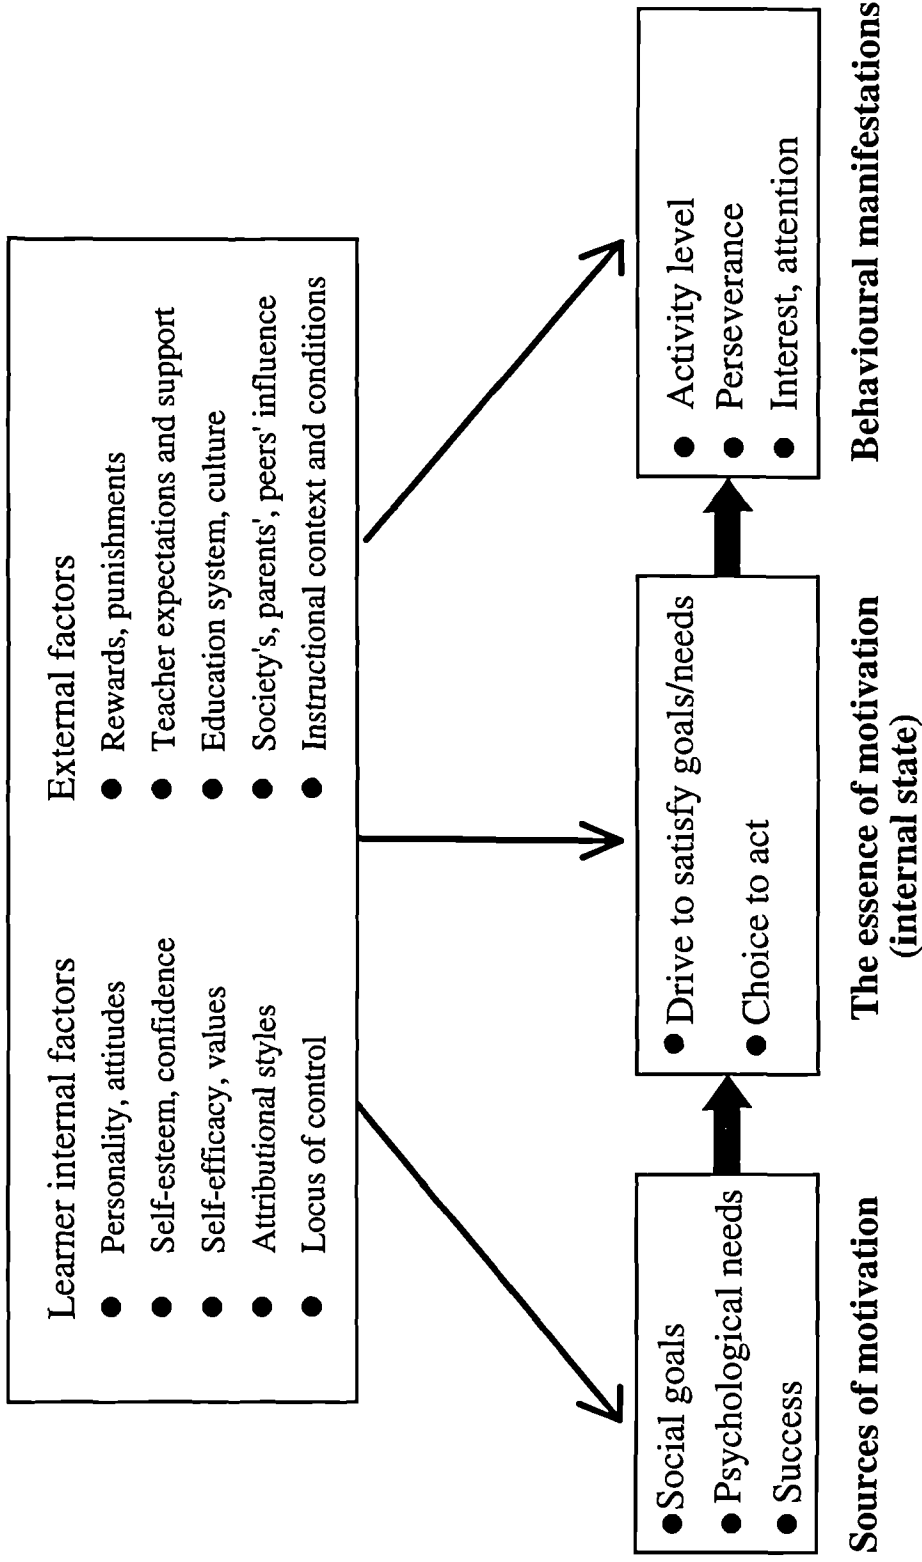 Learner internal factors
● Personality, attitudes
● Self-esteem, confidence
● Self-efficacy, values
● Attributional styles
● Locus of control
External factors
● Rewards, punishments
● Teacher expectations and support
● Education system, culture
● Society's, parents', peers' influence
● Instructional context and conditions
● Social goals
● Psychological needs
● Success
Sources of motivation
● Drive to satisfy goals/needs
● Choice to act
The essence of motivation
(internal state)
● Activity level
● Perseverance
● Interest, attention
Behavioural manifestations